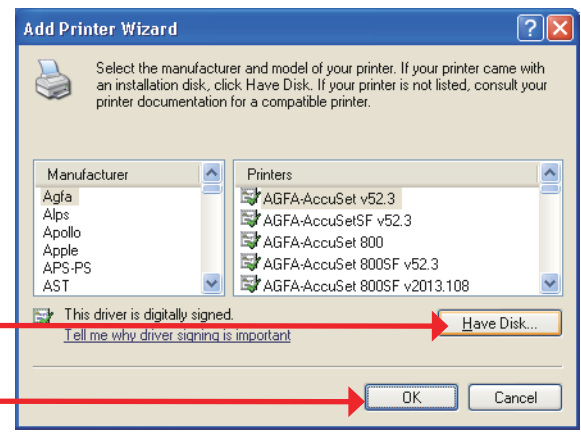 Add Printer Wizard
Select the manufacturer and model of your printer. If your printer came with
an installation disk, click Have Disk. If your printer is not listed, consult your
printer documentation for a compatible printer.
Manufacturer
Agfa
Alps
Apollo
Apple
APS-PS
AST
Printers
AGFA-AccuSet v52.3
AGFA-AccuSetSF v52.3
AGFA-AccuSet 800
AGFA-AccuSet 800SF v52.3
AGFA-AccuSet 800SF v2013.108
This driver is digitally signed.
Tell me why driver signing is important
Have Disk...
OK
Cancel